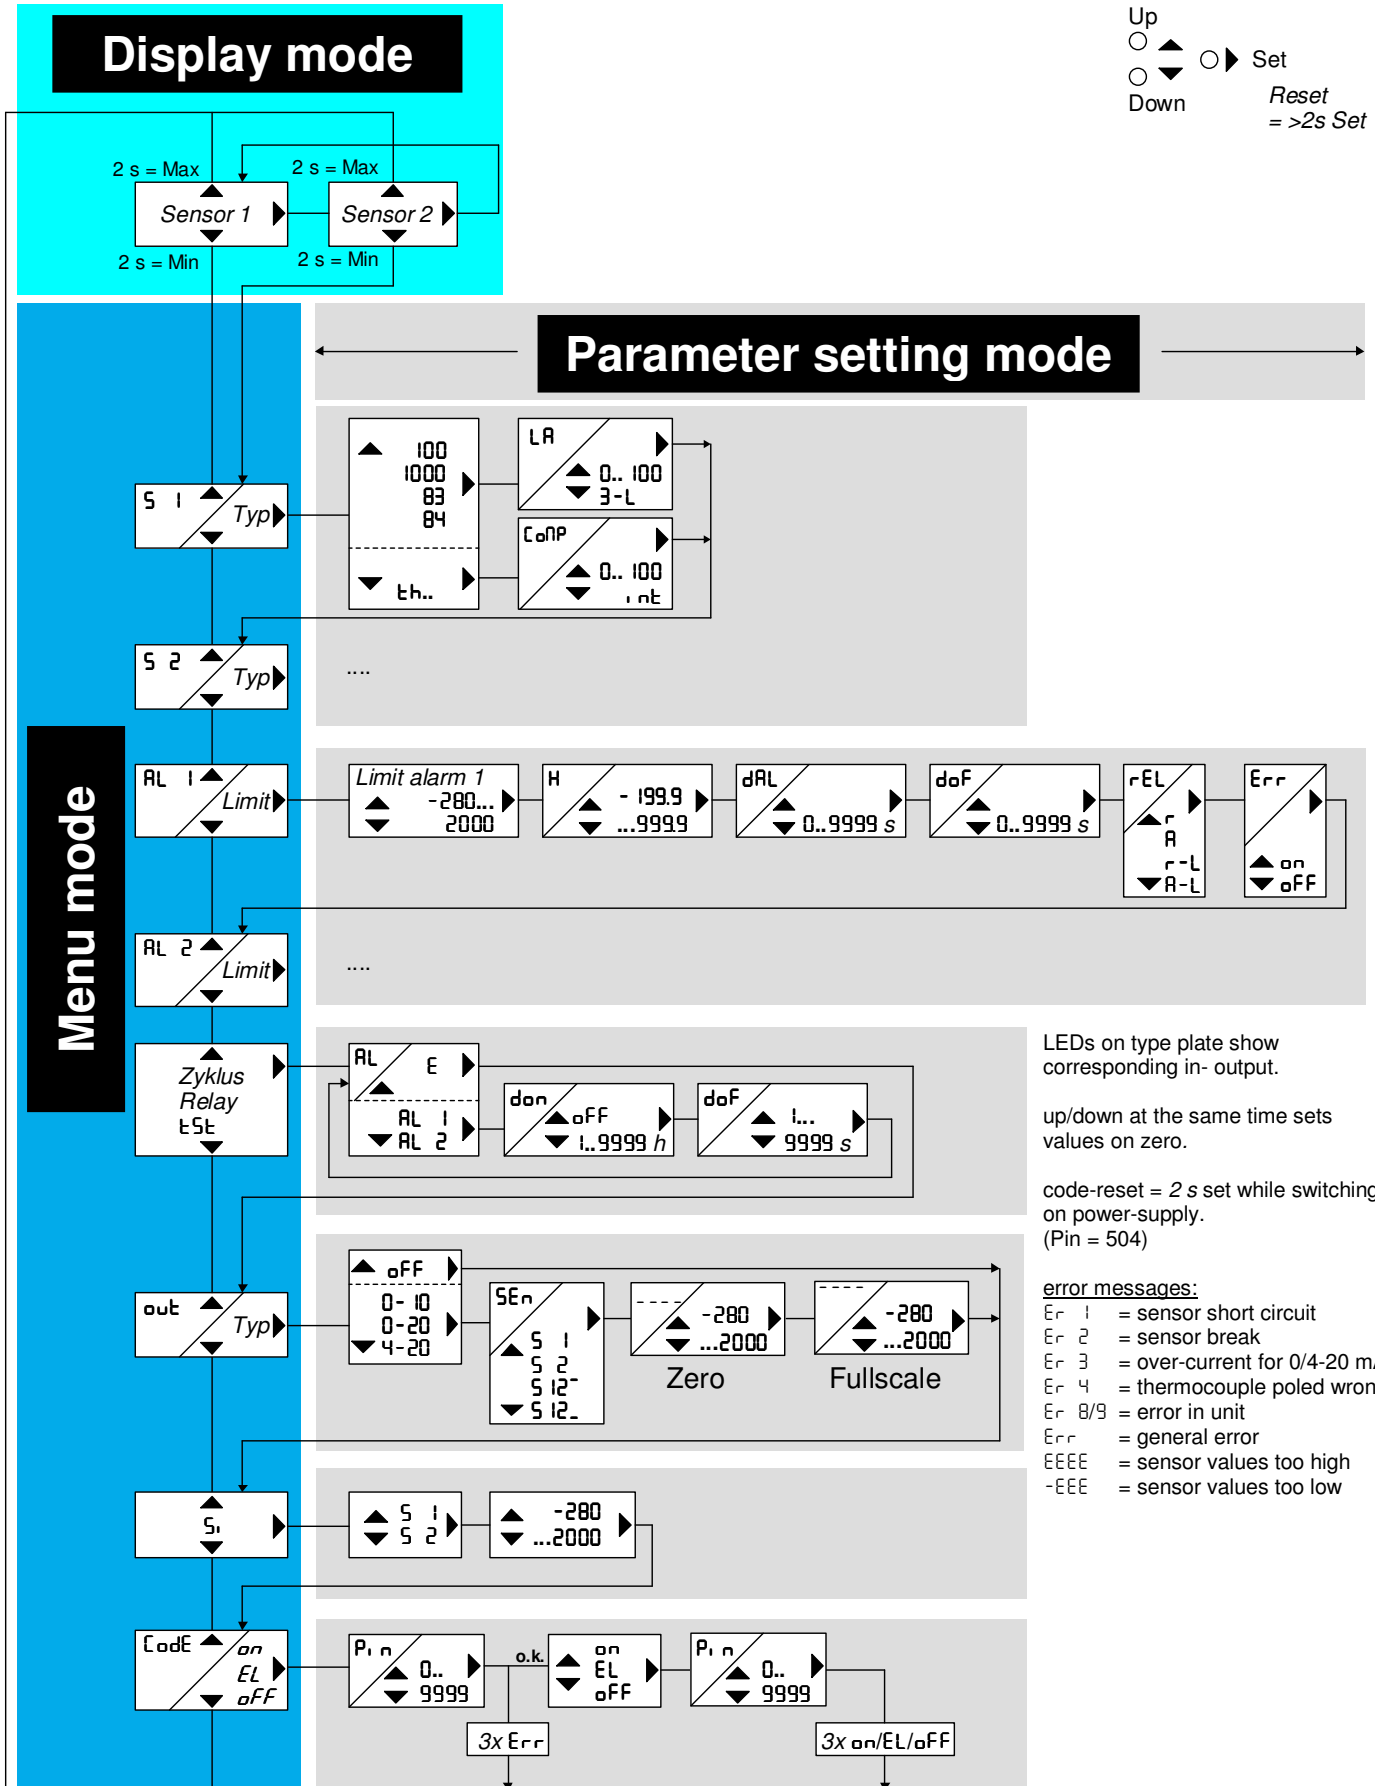 Display mode
Up
Set
Down
Reset
= >2s Set
2 s = Max
2 s = Max
Sensor 1
Sensor 2
2 s = Min
2 s = Min
Parameter setting mode
Menu mode
S 1
Typ
100
1000
83
84
th..
LA
0.. 100
3-L
CoMP
0.. 100
int
S 2
Typ
....
AL 1
Limit
Limit alarm 1
-280...
2000
H
-199.9
...999.9
dAL
0..9999 s
doF
0..9999 s
rEL
r
A
r-L
A-L
Err
on
oFF
AL 2
Limit
....
Zyklus
Relay
tSt
AL
E
AL 1
AL 2
don
oFF
1..9999 h
doF
1...
9999 s
LEDs on type plate show
corresponding in- output.
up/down at the same time sets
values on zero.
code-reset = 2 s set while switching
on power-supply.
(Pin = 504)
out
Typ
oFF
0-10
0-20
4-20
SEn
S 1
S 2
S12¯
S12_
----
-280
...2000
Zero
----
-280
...2000
Fullscale
error messages:
Er 1 = sensor short circuit
Er 2 = sensor break
Er 3 = over-current for 0/4-20
Er 4 = thermocouple poled
Er 8/9 = error in unit
Err = general error
EEEE = sensor values too high
-EEE = sensor values too low
Si
S 1
S 2
-280
...2000
CodE
on
EL
oFF
Pin
0..
9999
o.k.
on
EL
oFF
Pin
0..
9999
3x Err
3x on/EL/oFF